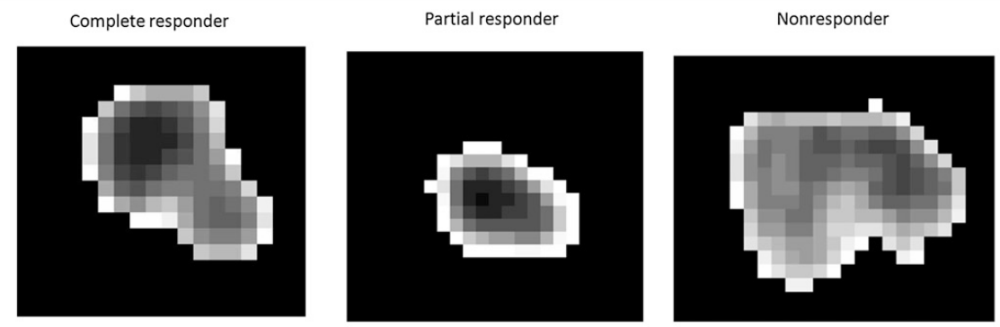 Complete responder
Partial responder
Nonresponder